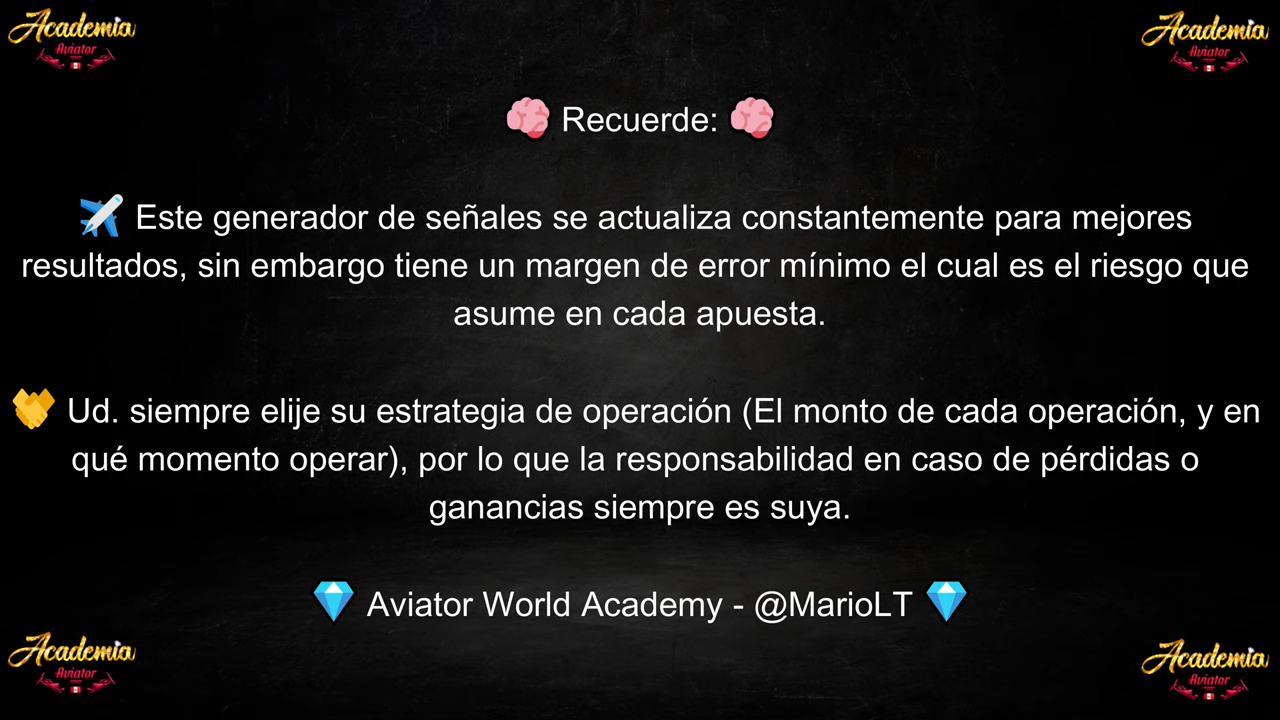 Academia
Aviator
Academia
Aviator
🧠 Recuerde: 🧠
✈️ Este generador de señales se actualiza constantemente para mejores
resultados, sin embargo tiene un margen de error mínimo el cual es el riesgo que
asume en cada apuesta.
🤝 Ud. siempre elije su estrategia de operación (El monto de cada operación, y en
qué momento operar), por lo que la responsabilidad en caso de pérdidas o
ganancias siempre es suya.
💎 Aviator World Academy - @MarioLT 💎
Academia
Aviator
Academia
Aviator